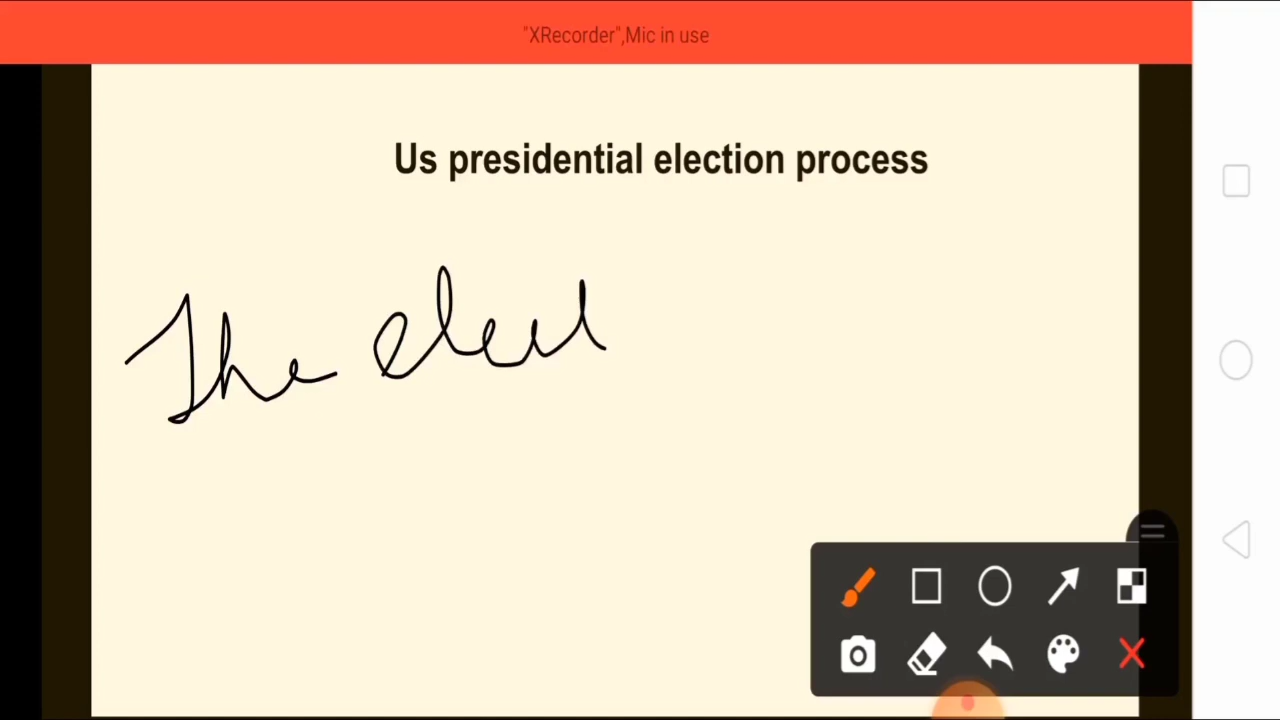 "XRecorder",Mic in use
Us presidential election process
The elect